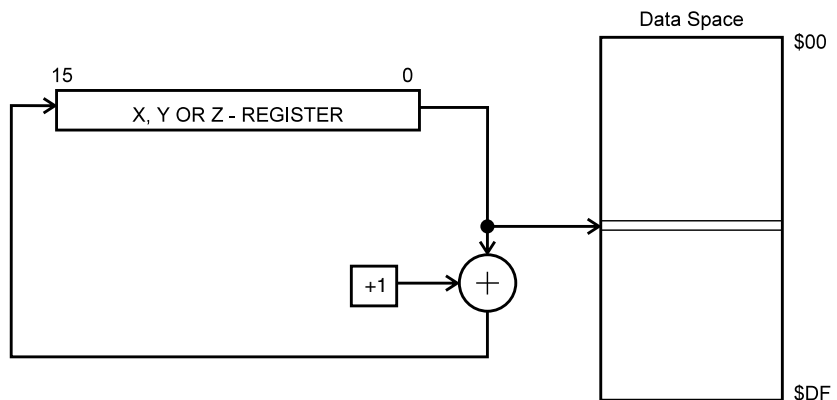 Data Space
$00
15
0
X, Y OR Z - REGISTER
+1
+
$DF